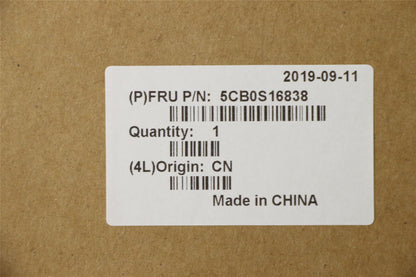 2019-09-11
(P)FRU P/N: 5CB0S16838
Quantity: 1
(4L)Origin: CN
Made in CHINA